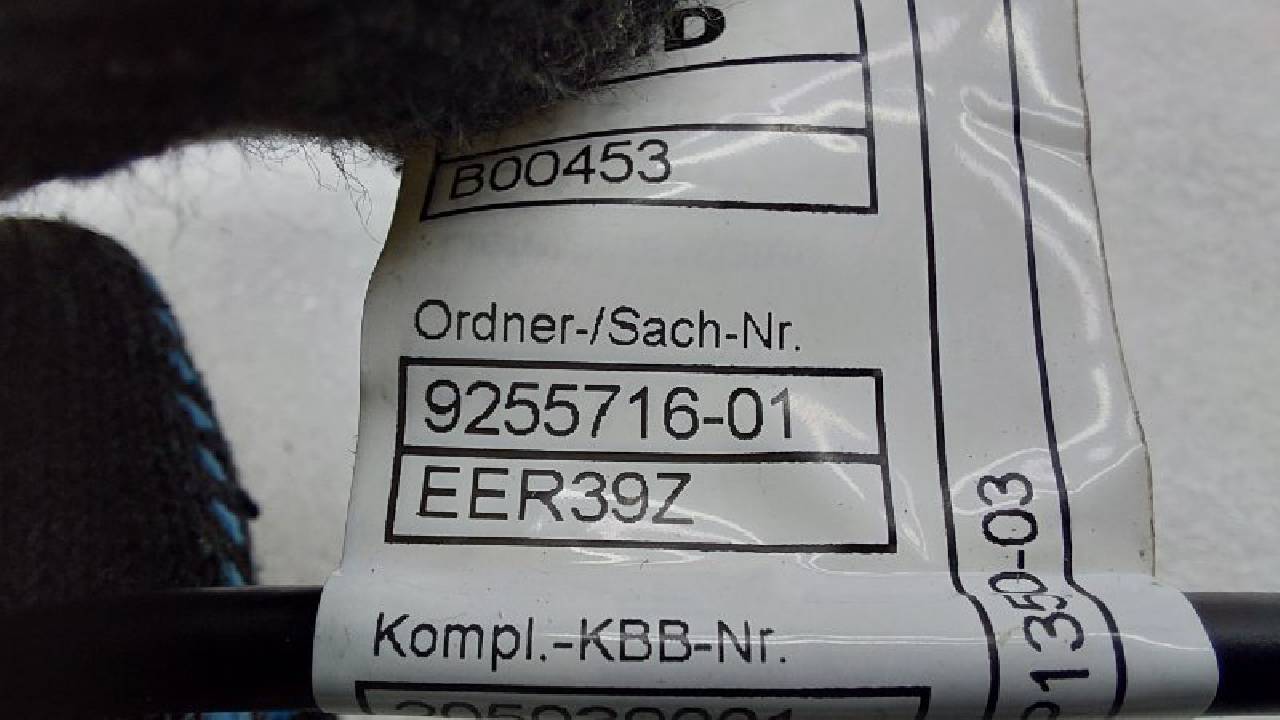 D
B00453
Ordner-/Sach-Nr.
9255716-01
EER39Z
Kompl.-KBB-Nr.
1350-03